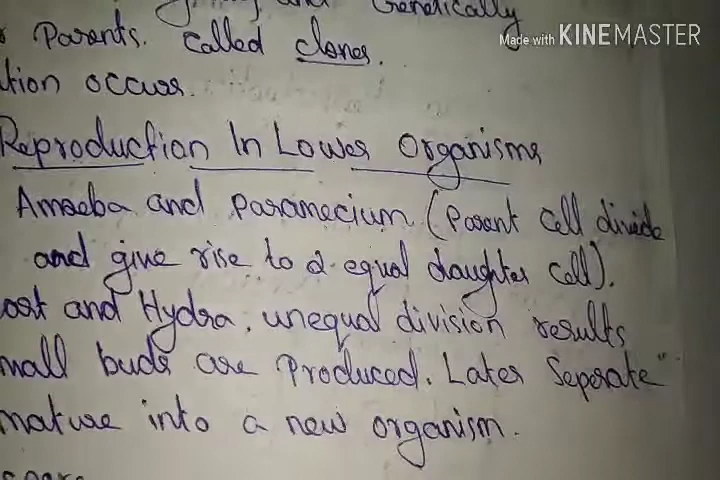 and Genetically
Made with KINEMASTER
Parents. Called clones.
tion occurs.
Reproduction In Lower Organisms
Amoeba and Paramecium (Parent Cell divide
and give rise to 2 equal daughter Cell).
and Hydra. unequal division results
mall buds are Produced. Later Seperate
mature into a new organism.